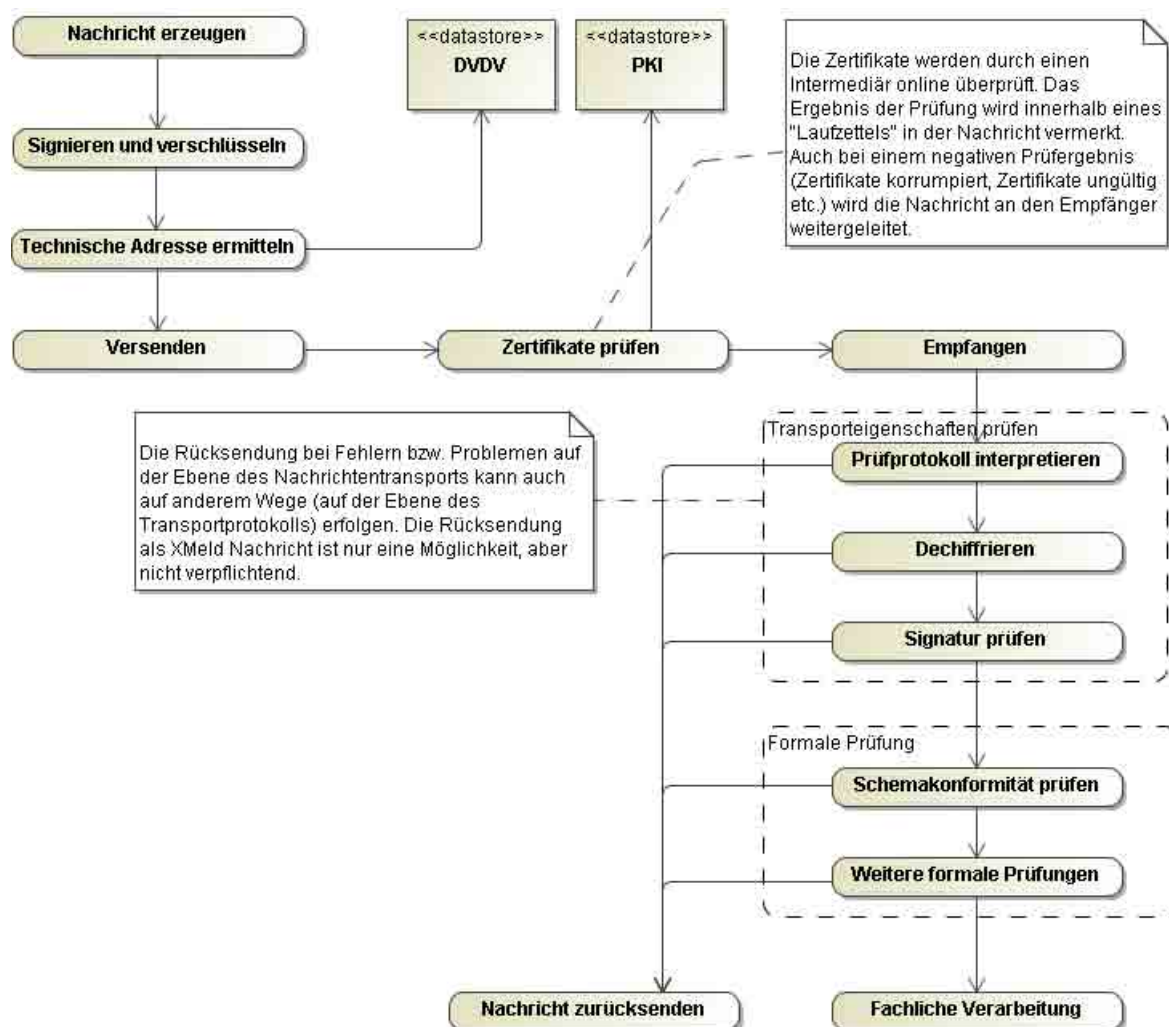 Nachricht erzeugen
<<datastore>>
DVDV
<<datastore>>
PKI
Die Zertifikate werden durch einen
Intermediär online überprüft. Das
Ergebnis der Prüfung wird innerhalb eines
"Laufzettels" in der Nachricht vermerkt.
Auch bei einem negativen Prüfergebnis
(Zertifikate korrumpiert, Zertifikate ungültig
etc.) wird die Nachricht an den Empfänger
weitergeleitet.
Signieren und verschlüsseln
Technische Adresse ermitteln
Versenden
Zertifikate prüfen
Empfangen
Die Rücksendung bei Fehlern bzw. Problemen auf
der Ebene des Nachrichtentransports kann auch
auf anderem Wege (auf der Ebene des
Transportprotokolls) erfolgen. Die Rücksendung
als XMeld Nachricht ist nur eine Möglichkeit, aber
nicht verpflichtend.
Transporteigenschaften prüfen
Prüfprotokoll interpretieren
Dechiffrieren
Signatur prüfen
Formale Prüfung
Schemakonformität prüfen
Weitere formale Prüfungen
Nachricht zurücksenden
Fachliche Verarbeitung